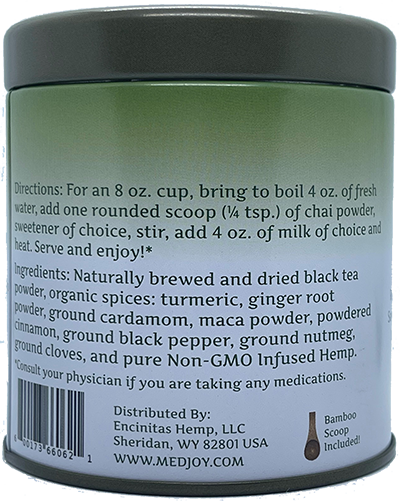 Directions: For an 8 oz. cup, bring to boil 4 oz. of fresh
water, add one rounded scoop (¼ tsp.) of chai powder,
sweetener of choice, stir, add 4 oz. of milk of choice and
heat. Serve and enjoy!*
Ingredients: Naturally brewed and dried black tea
powder, organic spices: turmeric, ginger root
powder, ground cardamom, maca powder, powdered
cinnamon, ground black pepper, ground nutmeg,
ground cloves, and pure Non-GMO Infused Hemp.
*Consult your physician if you are taking any medications.
Distributed By:
Encinitas Hemp, LLC
Sheridan, WY 82801 USA
WWW.MEDJOY.COM
Bamboo
Scoop
Included!
8 00173 66062 1